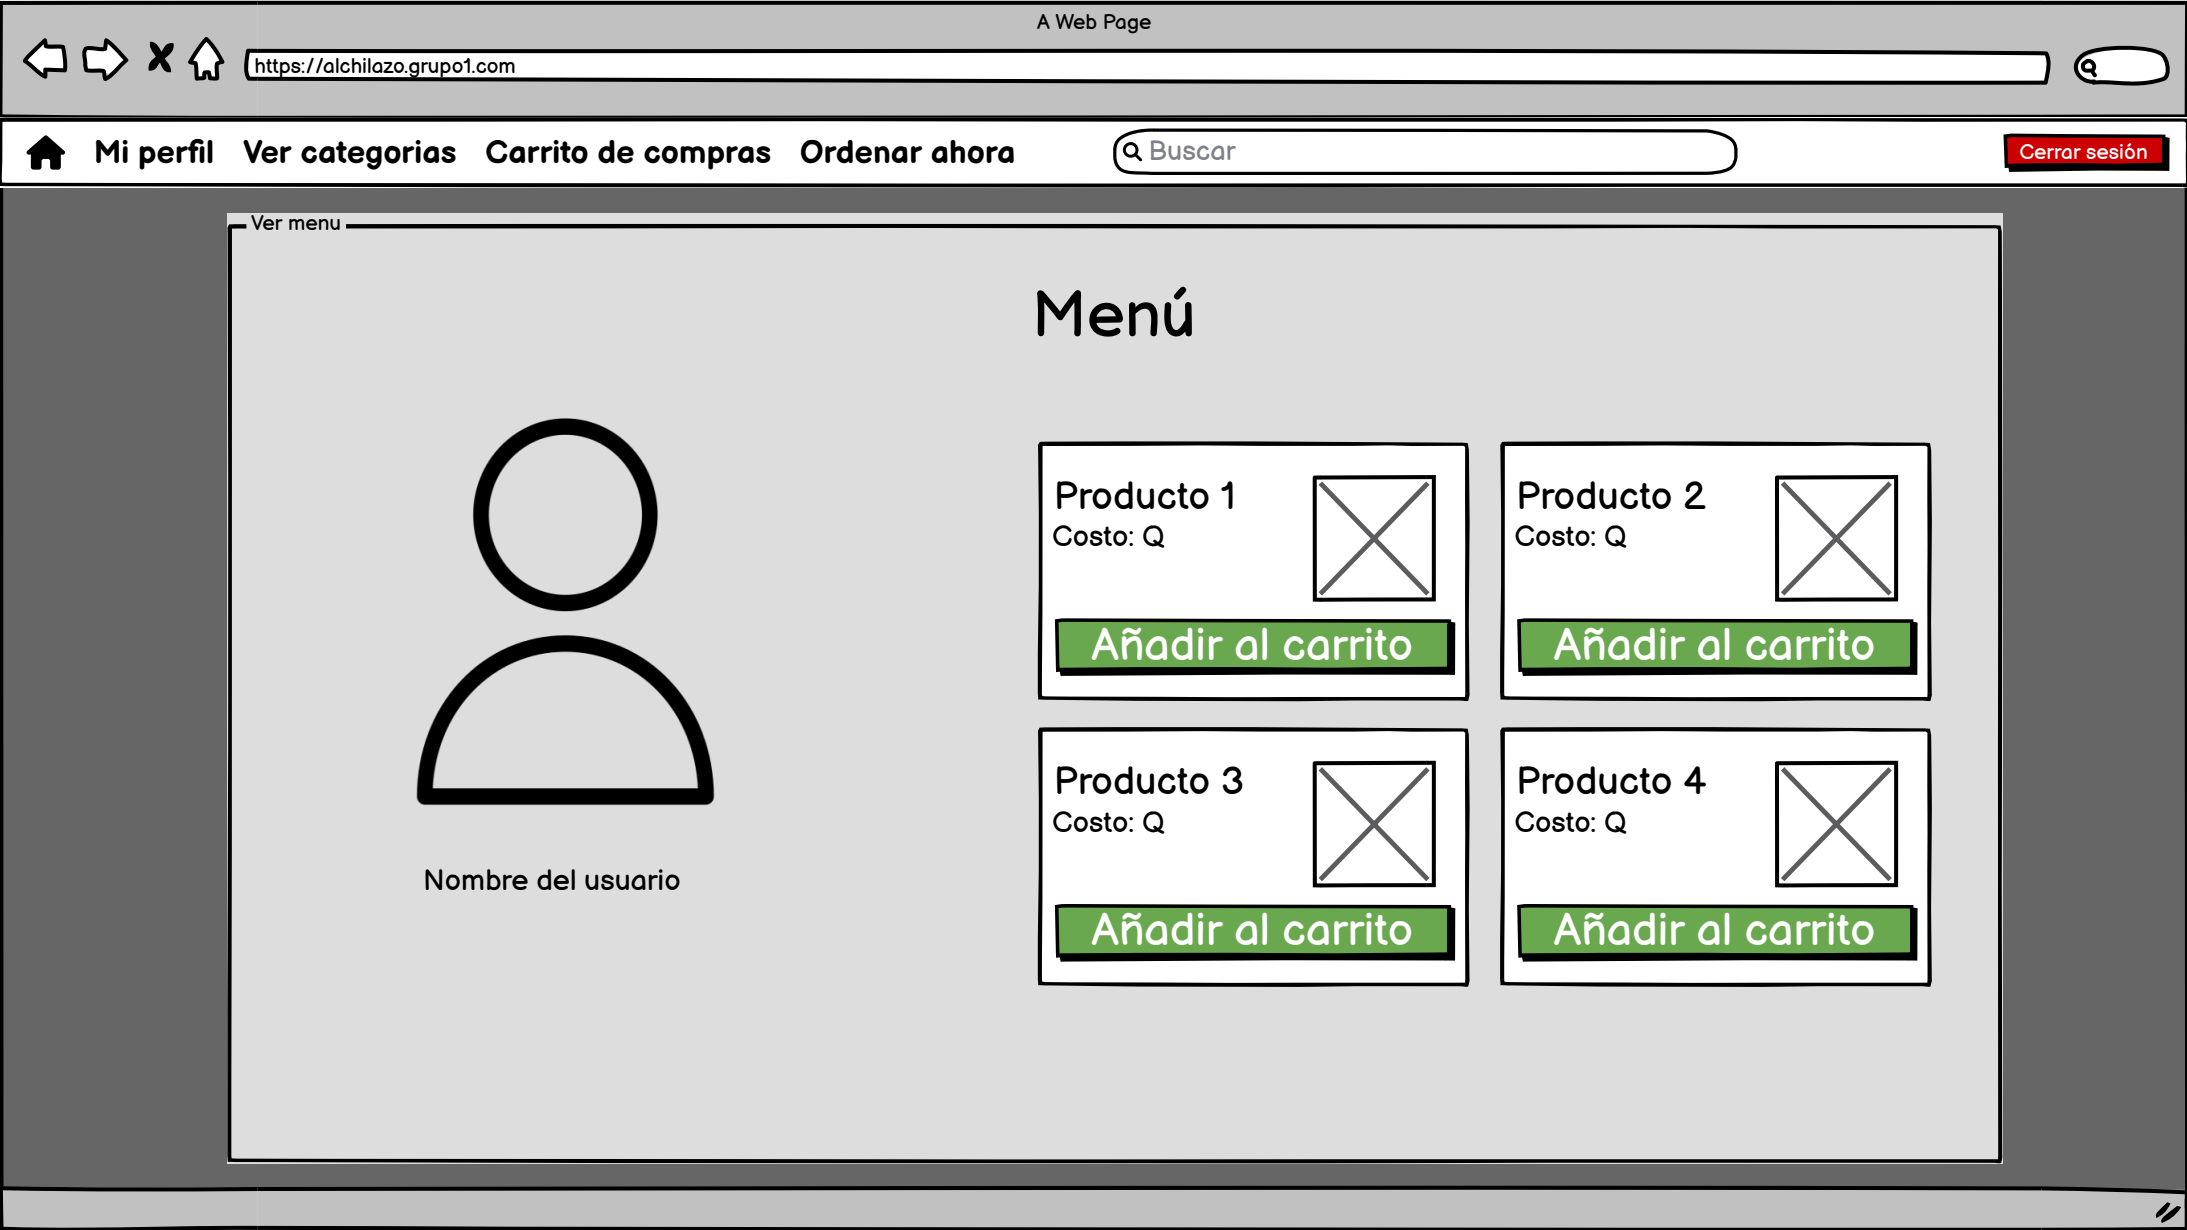 A Web Page
https://alchilazo.grupo1.com
Mi perfil Ver categorias Carrito de compras Ordenar ahora Buscar Cerrar sesión
Ver menu
Menú
Producto 1
Costo: Q
Añadir al carrito
Producto 2
Costo: Q
Añadir al carrito
Producto 3
Costo: Q
Añadir al carrito
Producto 4
Costo: Q
Añadir al carrito
Nombre del usuario